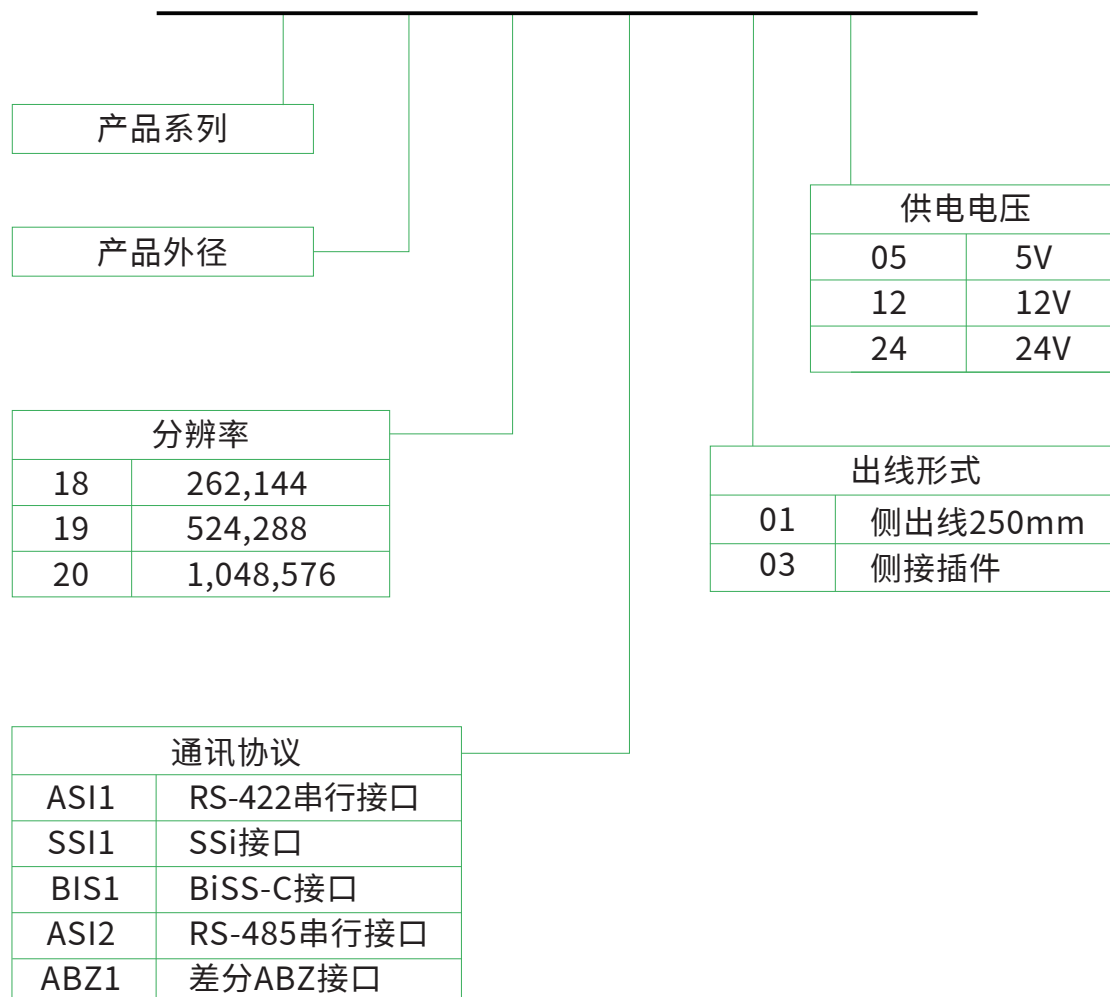 产品系列
产品外径
供电电压
05 5V
12 12V
24 24V
分辨率
18 262,144
19 524,288
20 1,048,576
出线形式
01 侧出线250mm
03 侧接插件
通讯协议
ASI1 RS-422串行接口
SSI1 SSi接口
BIS1 BiSS-C接口
ASI2 RS-485串行接口
ABZ1 差分ABZ接口